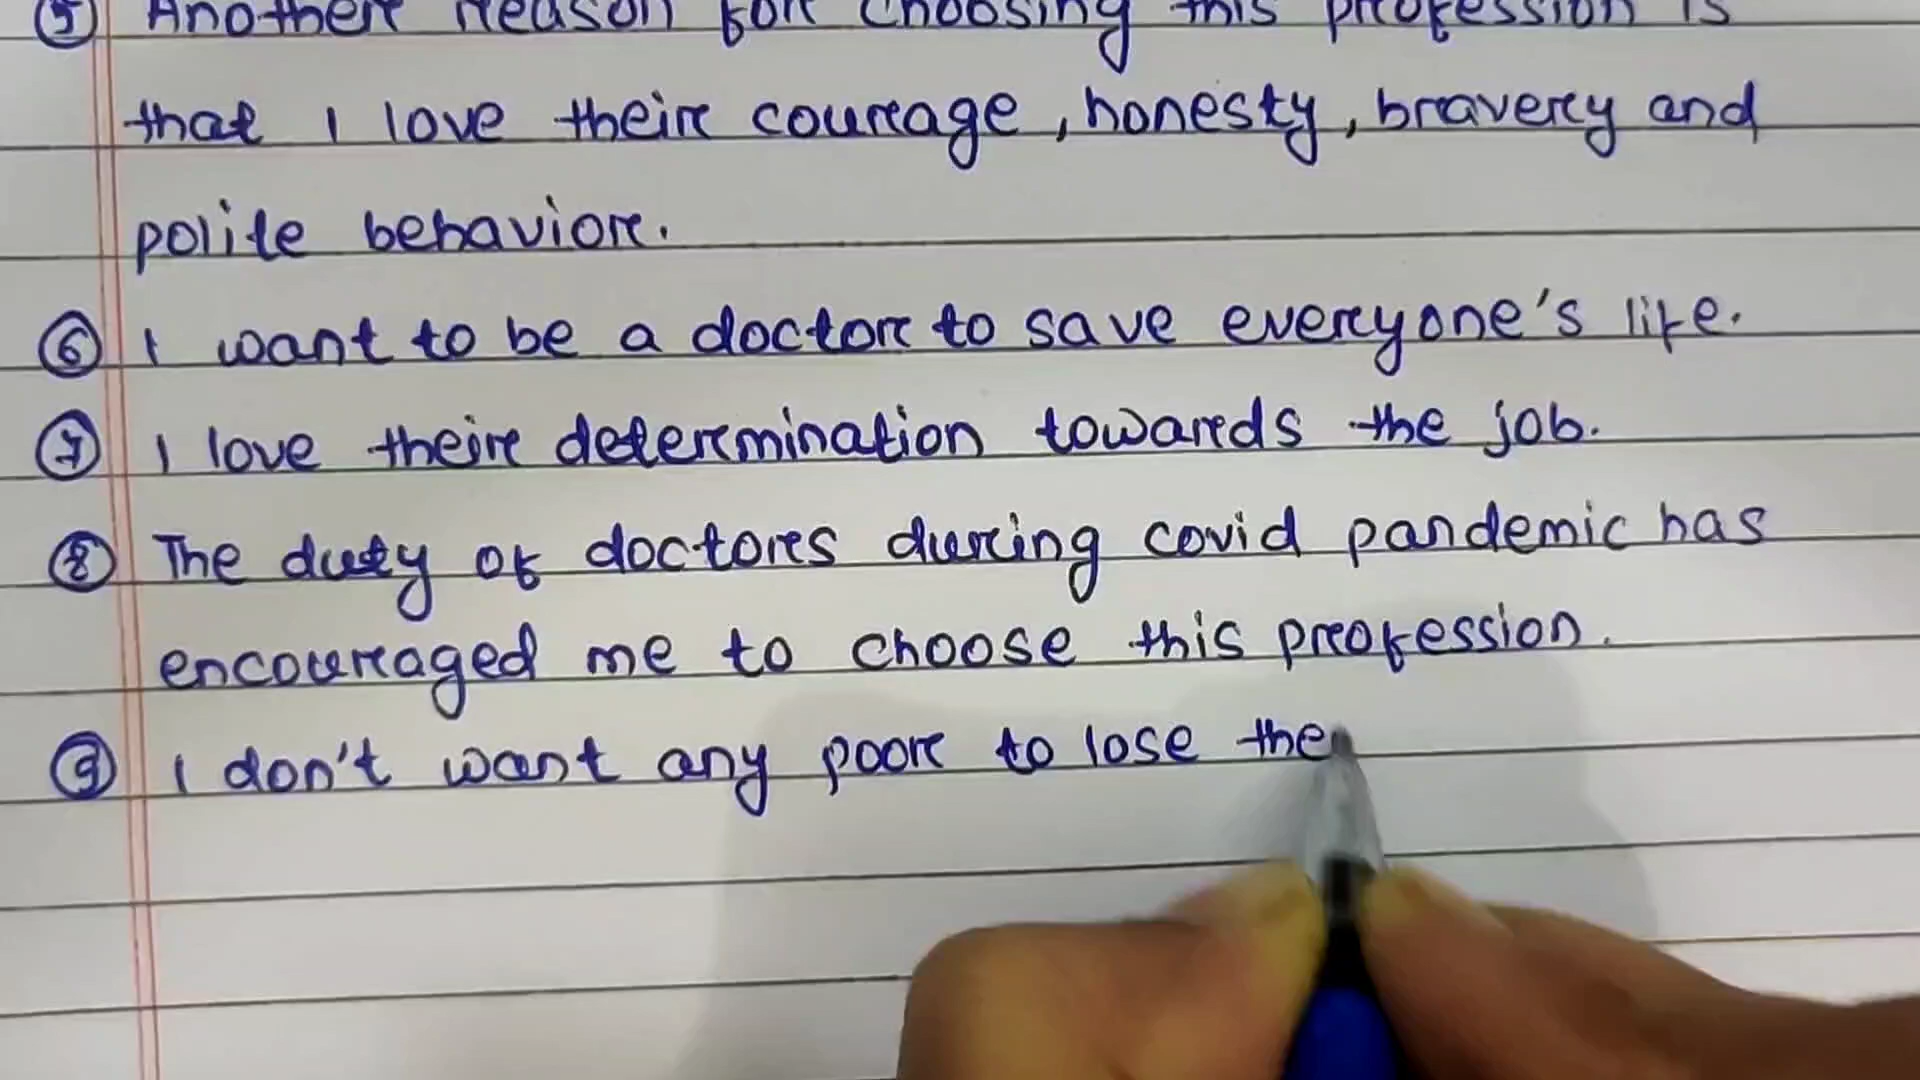 ⑤ Another reason for choosing this profession is
that I love their courage, honesty, bravery and
polite behavior.
⑥ I want to be a doctor to save everyone's life.
⑦ I love their determination towards the job.
⑧ The duty of doctors during covid pandemic has
encouraged me to choose this profession.
⑨ I don't want any poor to lose the